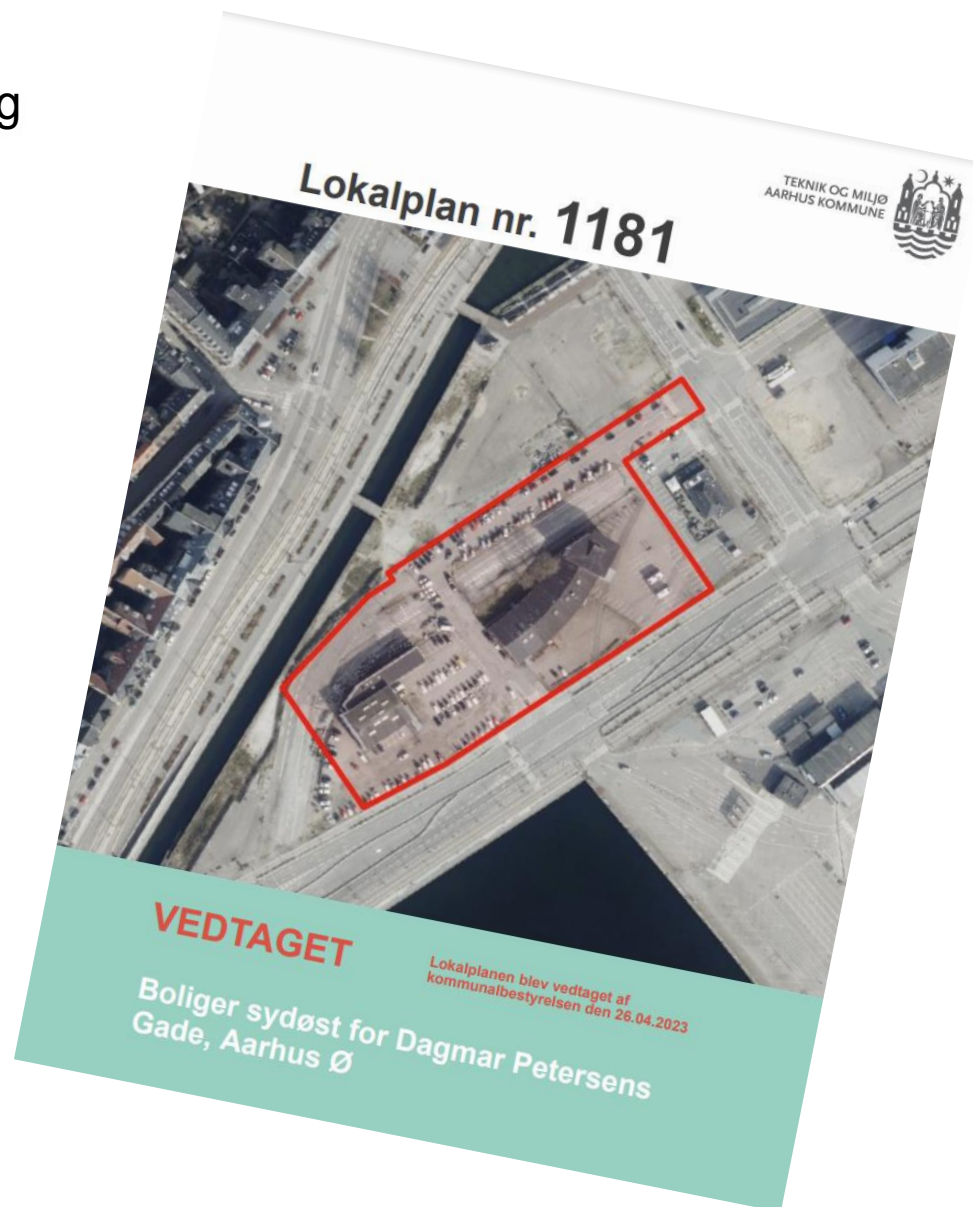 g
Lokalplan nr. 1181
TEKNIK OG MILJØ
AARHUS KOMMUNE
VEDTAGET
Lokalplanen blev vedtaget af
kommunalbestyrelsen den 26.04.2023
Boliger sydøst for Dagmar Petersens
Gade, Aarhus Ø